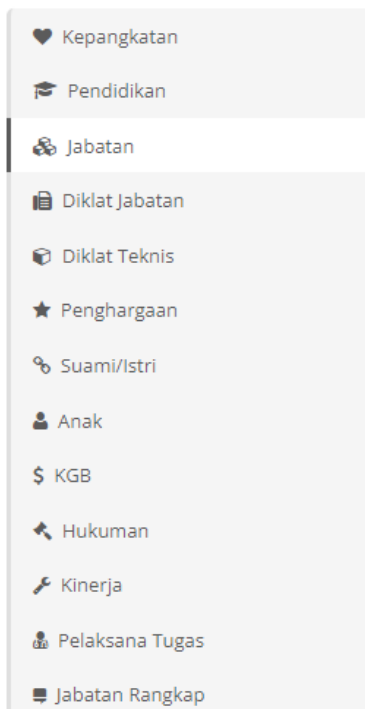 Kepangkatan
Pendidikan
Jabatan
Diklat Jabatan
Diklat Teknis
Penghargaan
Suami/Istri
Anak
KGB
Hukuman
Kinerja
Pelaksana Tugas
Jabatan Rangkap